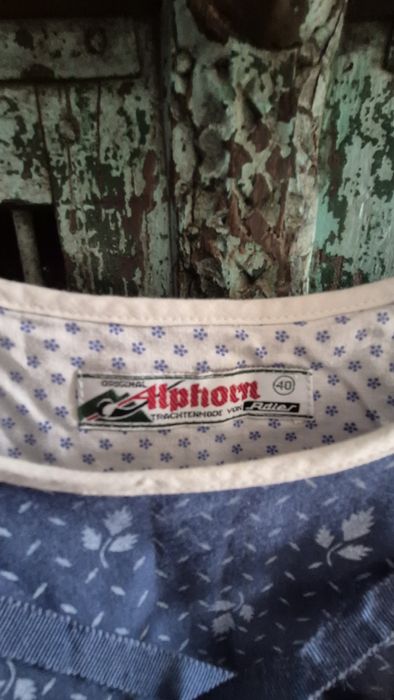 ORIGINAL
Alphorn 40
TRACHTENMODE VON Adler